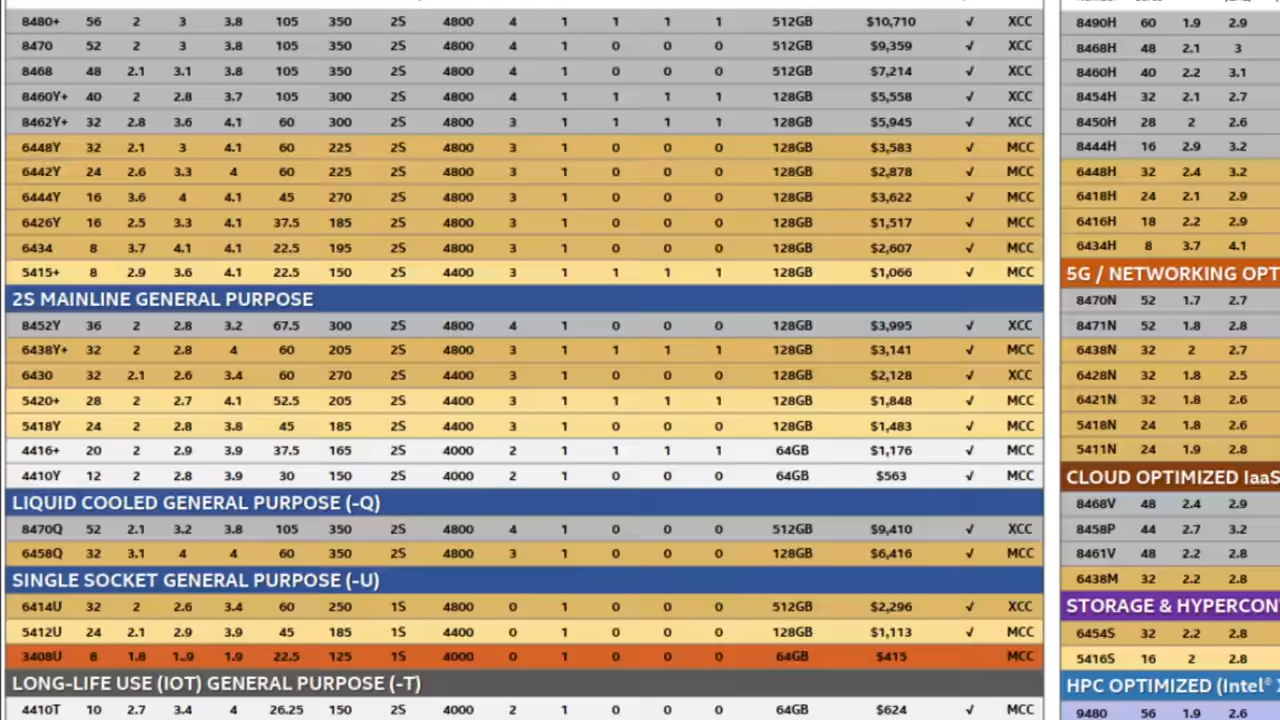 8480+ 56 2 3 3.8 105 350 2S 4800 4 1 1 1 1 512GB $10,710 √ XCC
8470 52 2 3 3.8 105 350 2S 4800 4 1 0 0 0 512GB $9,359 √ XCC
8468 48 2.1 3.1 3.8 105 350 2S 4800 4 1 0 0 0 512GB $7,214 √ XCC
8460Y+ 40 2 2.8 3.7 105 300 2S 4800 4 1 1 1 1 128GB $5,558 √ XCC
8462Y+ 32 2.8 3.6 4.1 60 300 2S 4800 3 1 1 1 1 128GB $5,945 √ XCC
6448Y 32 2.1 3 4.1 60 225 2S 4800 3 1 0 0 0 128GB $3,583 √ MCC
6442Y 24 2.6 3.3 4 60 225 2S 4800 3 1 0 0 0 128GB $2,878 √ MCC
6444Y 16 3.6 4 4.1 45 270 2S 4800 3 1 0 0 0 128GB $3,622 √ MCC
6426Y 16 2.5 3.3 4.1 37.5 185 2S 4800 3 1 0 0 0 128GB $1,517 √ MCC
6434 8 3.7 4.1 4.1 22.5 195 2S 4800 3 1 0 0 0 128GB $2,607 √ MCC
5415+ 8 2.9 3.6 4.1 22.5 150 2S 4400 3 1 1 1 1 128GB $1,066 √ MCC
2S MAINLINE GENERAL PURPOSE
8452Y 36 2 2.8 3.2 67.5 300 2S 4800 4 1 0 0 0 128GB $3,995 √ XCC
6438Y+ 32 2 2.8 4 60 205 2S 4800 3 1 1 1 1 128GB $3,141 √ MCC
6430 32 2.1 2.6 3.4 60 270 2S 4400 3 1 0 0 0 128GB $2,128 √ XCC
5420+ 28 2 2.7 4.1 52.5 205 2S 4400 3 1 1 1 1 128GB $1,848 √ MCC
5418Y 24 2 2.8 3.8 45 185 2S 4400 3 1 0 0 0 128GB $1,483 √ MCC
4416+ 20 2 2.9 3.9 37.5 165 2S 4000 2 1 1 1 1 64GB $1,176 √ MCC
4410Y 12 2 2.8 3.9 30 150 2S 4000 2 1 0 0 0 64GB $563 √ MCC
LIQUID COOLED GENERAL PURPOSE (-Q)
8470Q 52 2.1 3.2 3.8 105 350 2S 4800 4 1 0 0 0 512GB $9,410 √ XCC
6458Q 32 3.1 4 4 60 350 2S 4800 3 1 0 0 0 128GB $6,416 √ MCC
SINGLE SOCKET GENERAL PURPOSE (-U)
6414U 32 2 2.6 3.4 60 250 1S 4800 0 1 0 0 0 512GB $2,296 √ XCC
5412U 24 2.1 2.9 3.9 45 185 1S 4400 0 1 0 0 0 128GB $1,113 √ MCC
3408U 8 1.8 1..9 1.9 22.5 125 1S 4000 0 1 0 0 0 64GB $415 MCC
LONG-LIFE USE (IOT) GENERAL PURPOSE (-T)
4410T 10 2.7 3.4 4 26.25 150 2S 4000 2 1 0 0 0 64GB $624 √ MCC
8490H 60 1.9 2.9
8468H 48 2.1 3
8460H 40 2.2 3.1
8454H 32 2.1 2.7
8450H 28 2 2.6
8444H 16 2.9 3.2
6448H 32 2.4 3.2
6418H 24 2.1 2.9
6416H 18 2.2 2.9
6434H 8 3.7 4.1
5G / NETWORKING OPT
8470N 52 1.7 2.7
8471N 52 1.8 2.8
6438N 32 2 2.7
6428N 32 1.8 2.5
6421N 32 1.8 2.6
5418N 24 1.8 2.6
5411N 24 1.9 2.8
CLOUD OPTIMIZED IaaS
8468V 48 2.4 2.9
8458P 44 2.7 3.2
8461V 48 2.2 2.8
6438M 32 2.2 2.8
STORAGE & HYPERCON
6454S 32 2.2 2.8
5416S 16 2 2.8
HPC OPTIMIZED (Intel®
9480 56 1.9 2.6